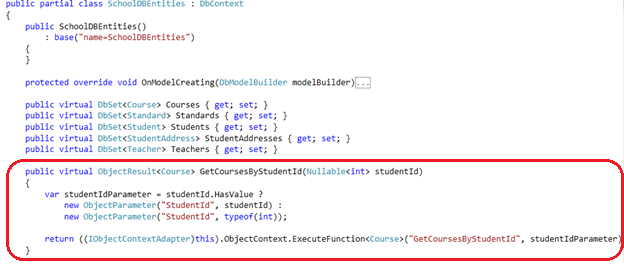 public partial class SchoolDBEntities : DbContext
{
    public SchoolDBEntities()
        : base("name=SchoolDBEntities")
    {
    }
    protected override void OnModelCreating(DbModelBuilder modelBuilder)...
    public virtual DbSet<Course> Courses { get; set; }
    public virtual DbSet<Standard> Standards { get; set; }
    public virtual DbSet<Student> Students { get; set; }
    public virtual DbSet<StudentAddress> StudentAddresses { get; set; }
    public virtual DbSet<Teacher> Teachers { get; set; }
    public virtual ObjectResult<Course> GetCoursesByStudentId(Nullable<int> studentId)
    {
        var studentIdParameter = studentId.HasValue ?
            new ObjectParameter("StudentId", studentId) :
            new ObjectParameter("StudentId", typeof(int));
        return ((IObjectContextAdapter)this).ObjectContext.ExecuteFunction<Course>("GetCoursesByStudentId", studentIdParameter)
    }